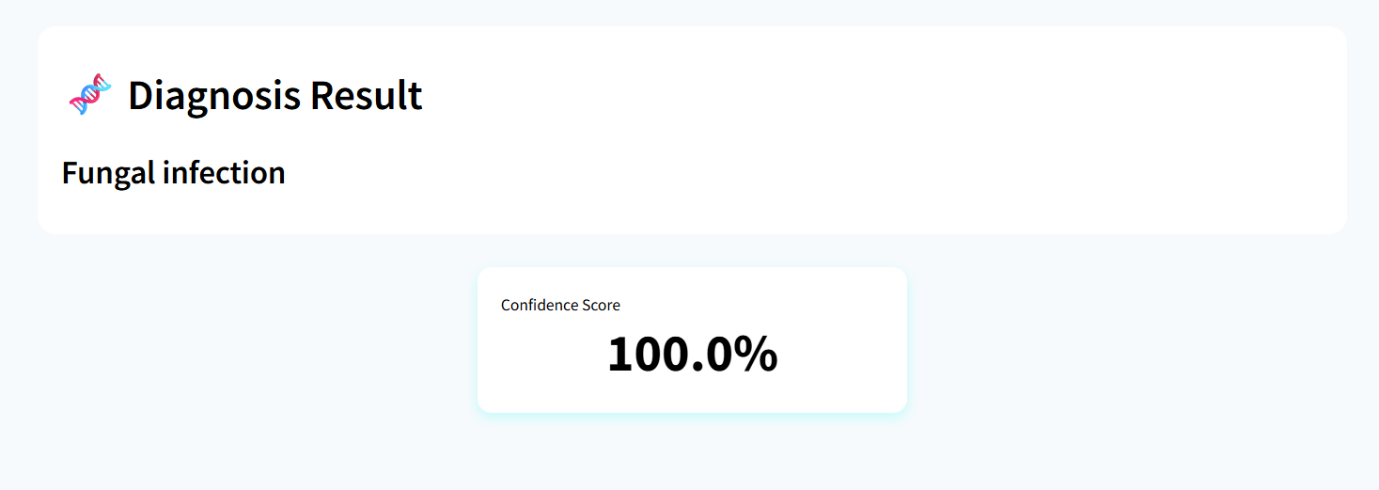 🧬 Diagnosis Result
Fungal infection
Confidence Score
100.0%